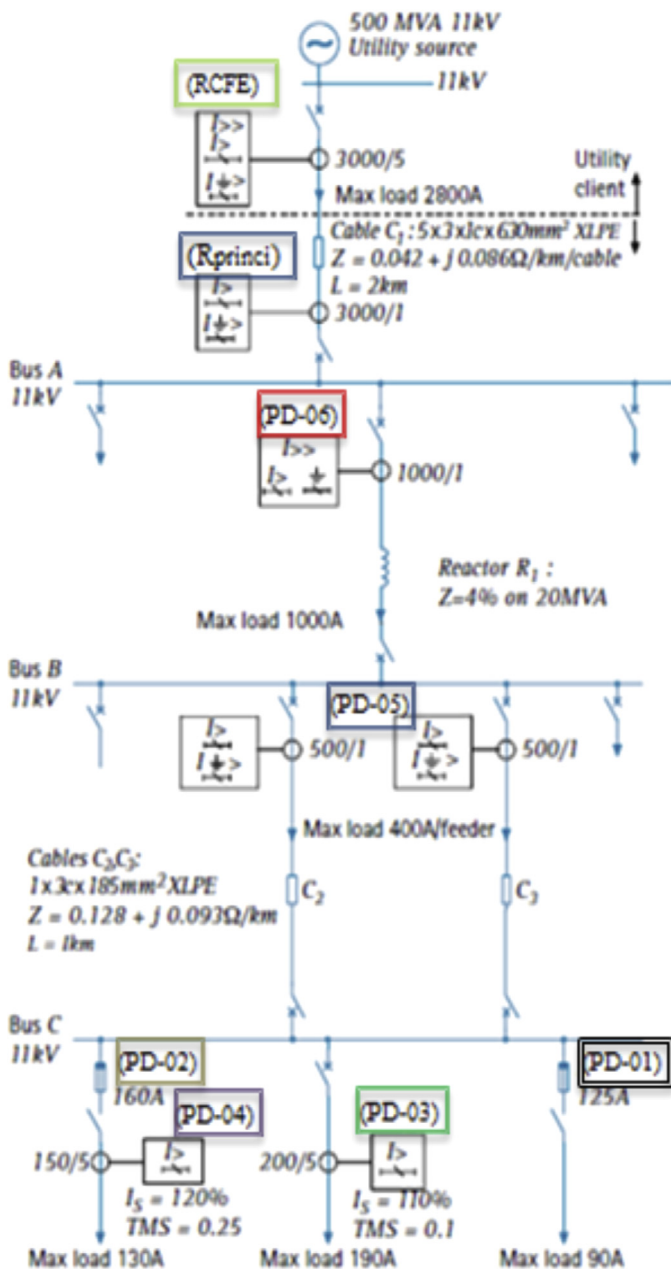 500 MVA 11kV
Utility source
11kV
(RCFE)
I>>
I>
I⏚>
3000/5
Utility
client
Max load 2800A
Cable C₁ : 5x3x1cx630mm² XLPE
Z = 0.042 + j 0.086Ω/km/cable
L = 2km
(Rprinci)
I>
I⏚>
3000/1
Bus A
11kV
(PD-06)
I>>
I> ⏚
1000/1
Reactor R₁ :
Z=4% on 20MVA
Max load 1000A
Bus B
11kV
(PD-05)
I>
I⏚>
500/1
I>
I⏚>
500/1
Max load 400A/feeder
Cables C₂,C₃:
1x3cx185mm² XLPE
Z = 0.128 + j 0.093Ω/km
L = 1km
C₂
C₃
Bus C
11kV
(PD-02)
160A
(PD-04)
(PD-01)
125A
(PD-03)
150/5
I>
200/5
I>
Iₛ = 120%
TMS = 0.25
Iₛ = 110%
TMS = 0.1
Max load 130A
Max load 190A
Max load 90A